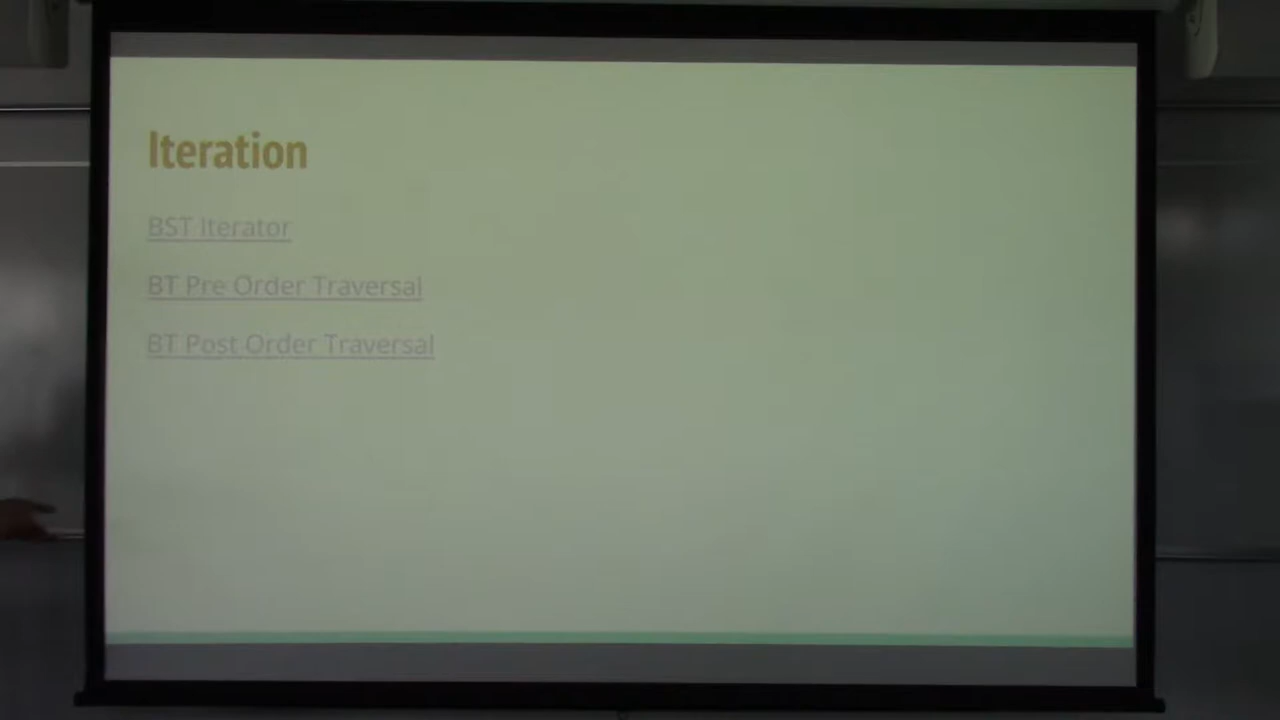 Iteration
BST Iterator
BT Pre Order Traversal
BT Post Order Traversal